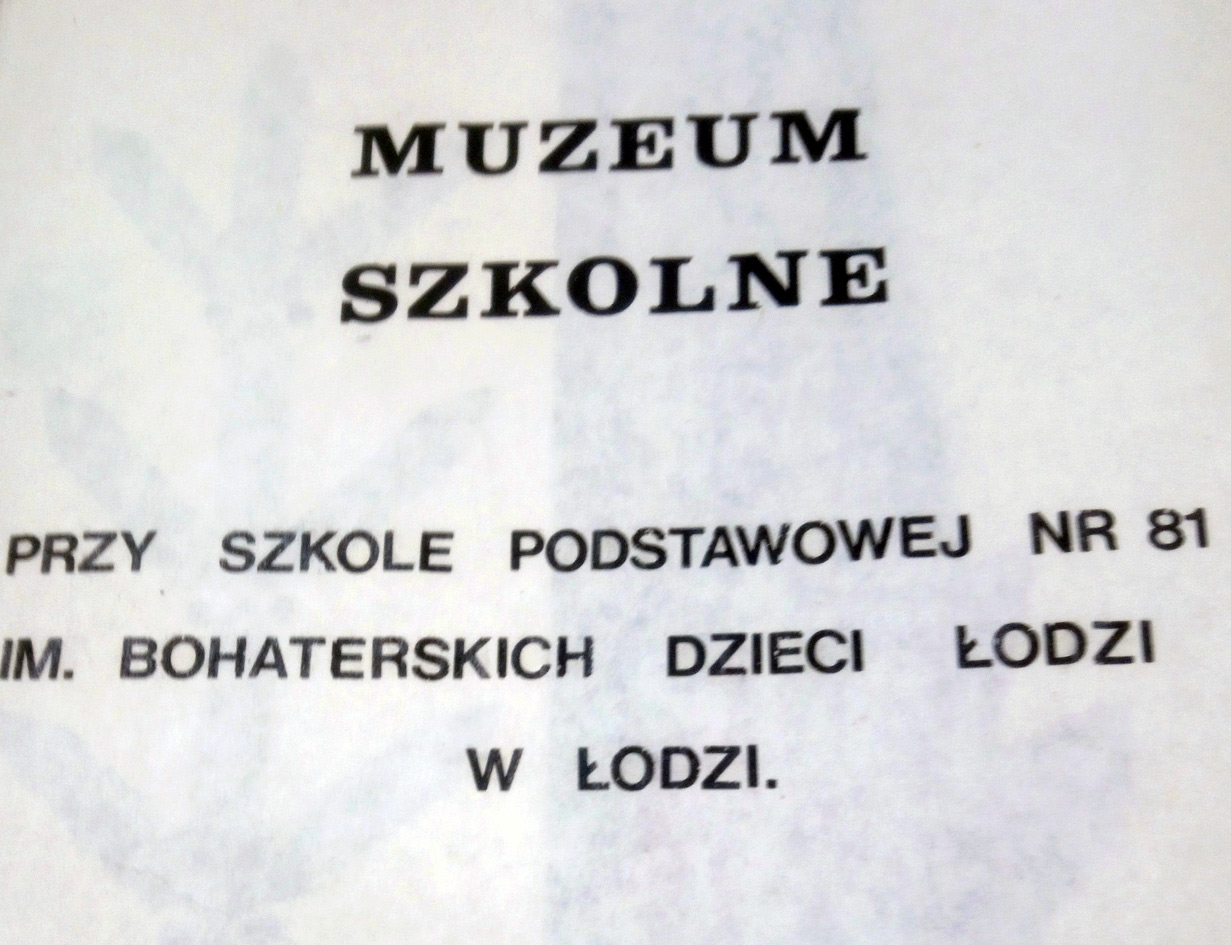 MUZEUM
SZKOLNE
PRZY SZKOLE PODSTAWOWEJ NR 81
IM. BOHATERSKICH DZIECI ŁODZI
W ŁODZI.